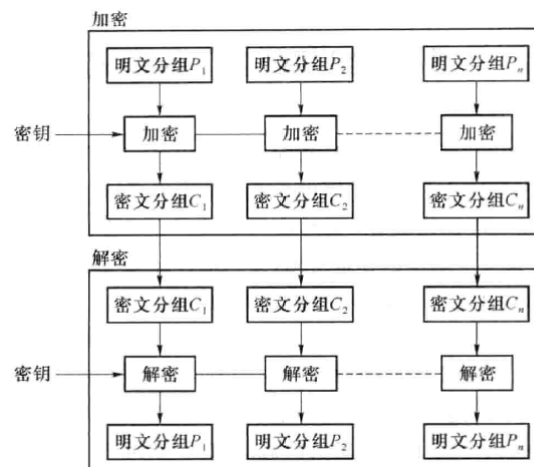 加密
明文分组P₁ 明文分组P₂ 明文分组Pₙ
密钥 加密 加密 加密
密文分组C₁ 密文分组C₂ 密文分组Cₙ
解密
密文分组C₁ 密文分组C₂ 密文分组Cₙ
密钥 解密 解密 解密
明文分组P₁ 明文分组P₂ 明文分组Pₙ